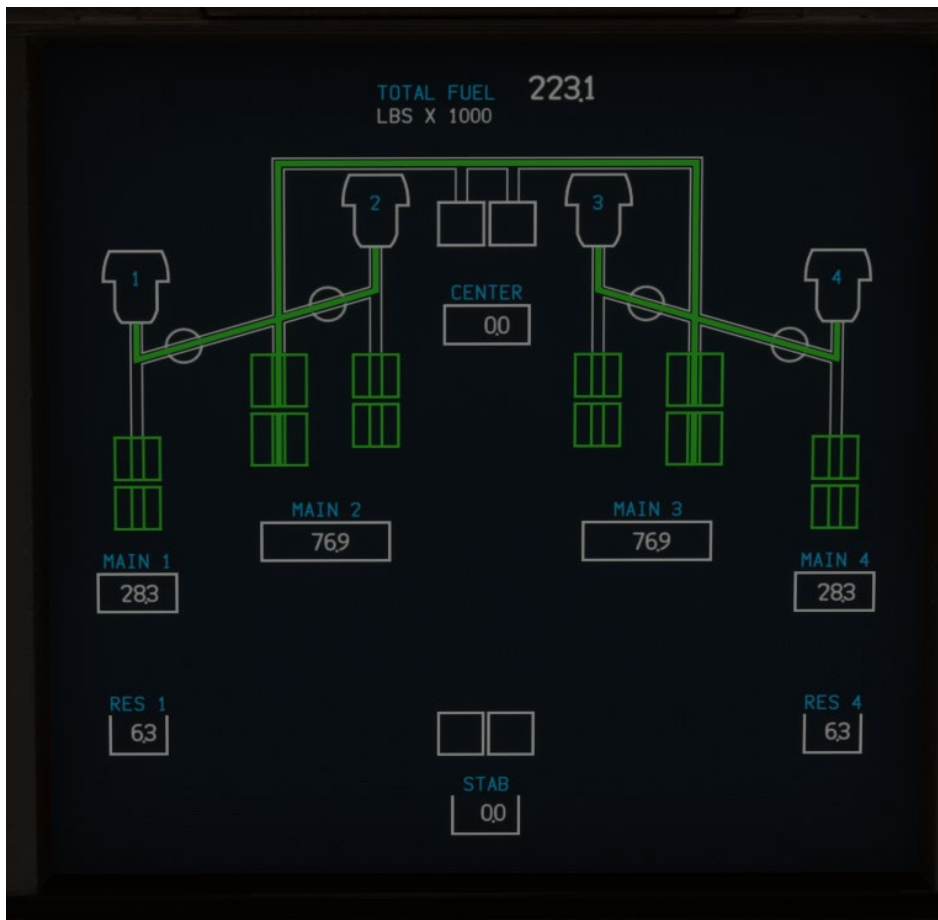 TOTAL FUEL 223.1
LBS X 1000
2 3
1 4
CENTER
0.0
MAIN 2 MAIN 3
76.9 76.9
MAIN 1 MAIN 4
28.3 28.3
RES 1 RES 4
6.3 6.3
STAB
0.0